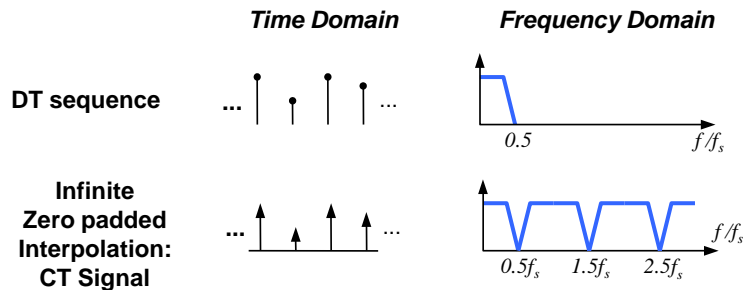 Time Domain
Frequency Domain
DT sequence
...
...
0.5
f /fs
Infinite
Zero padded
Interpolation:
CT Signal
...
...
0.5fs
1.5fs
2.5fs
f /fs